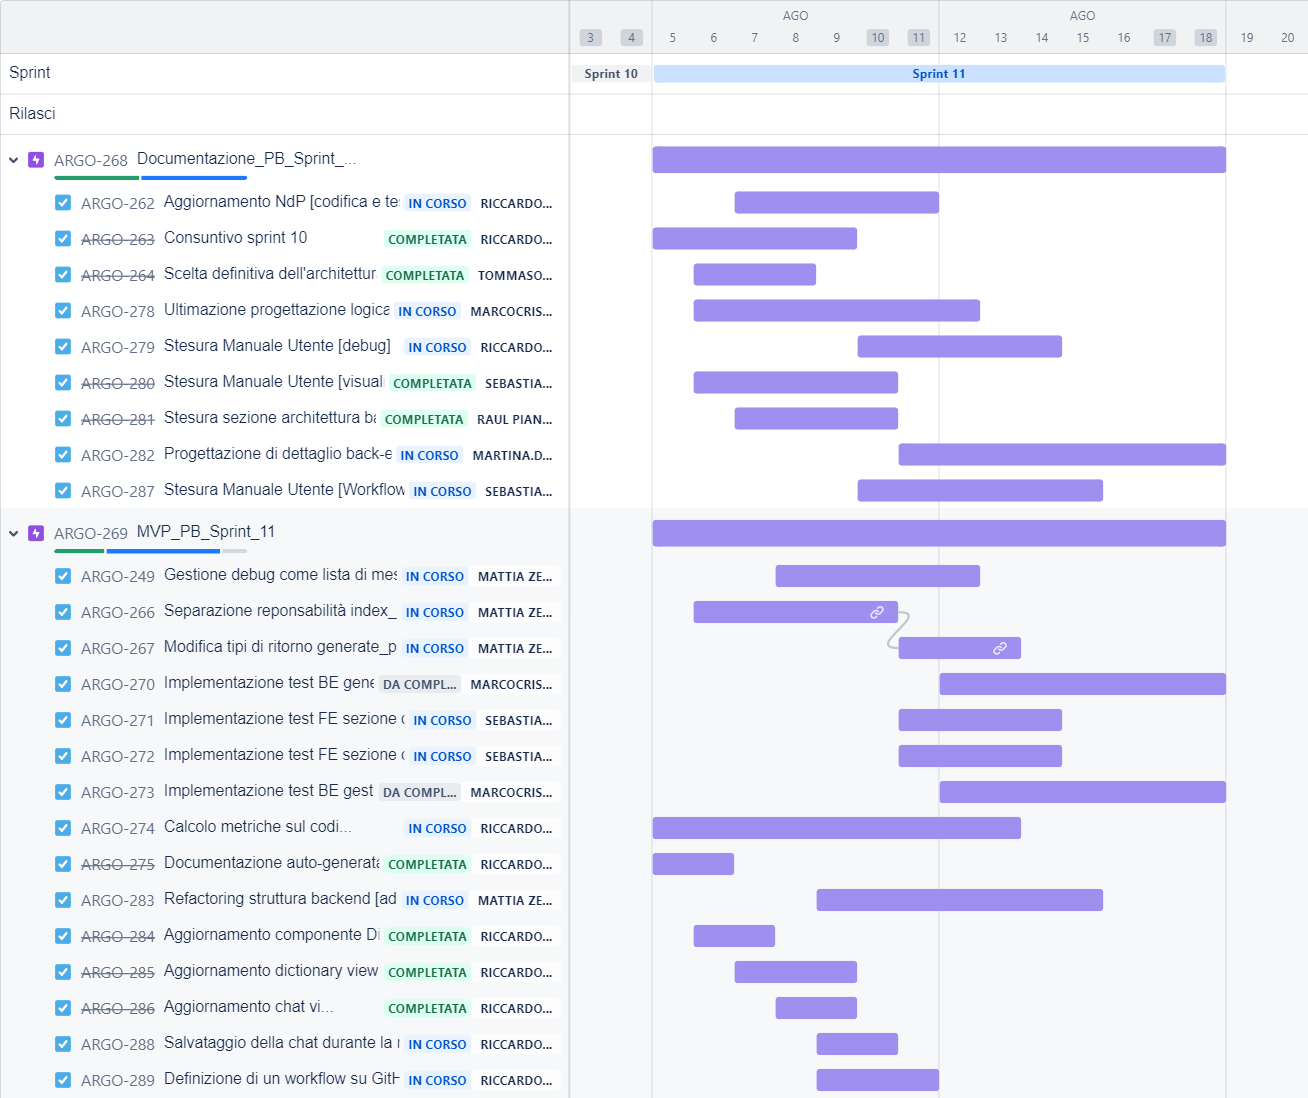 AGO AGO
3 4 5 6 7 8 9 10 11 12 13 14 15 16 17 18 19 20
Sprint Sprint 10 Sprint 11
Rilasci
ARGO-268 Documentazione_PB_Sprint_...
ARGO-262 Aggiornamento NdP [codifica e te IN CORSO RICCARDO...
ARGO-263 Consuntivo sprint 10 COMPLETATA RICCARDO...
ARGO-264 Scelta definitiva dell'architettur COMPLETATA TOMMASO...
ARGO-278 Ultimazione progettazione logica IN CORSO MARCOCRIS...
ARGO-279 Stesura Manuale Utente [debug] IN CORSO RICCARDO...
ARGO-280 Stesura Manuale Utente [visual COMPLETATA SEBASTIA...
ARGO-281 Stesura sezione architettura ba COMPLETATA RAUL PIAN...
ARGO-282 Progettazione di dettaglio back-e IN CORSO MARTINA.D...
ARGO-287 Stesura Manuale Utente [Workflow IN CORSO SEBASTIA...
ARGO-269 MVP_PB_Sprint_11
ARGO-249 Gestione debug come lista di mes IN CORSO MATTIA ZE...
ARGO-266 Separazione reponsabilità index_ IN CORSO MATTIA ZE...
ARGO-267 Modifica tipi di ritorno generate_p IN CORSO MATTIA ZE...
ARGO-270 Implementazione test BE gene DA COMPL... MARCOCRIS...
ARGO-271 Implementazione test FE sezione c IN CORSO SEBASTIA...
ARGO-272 Implementazione test FE sezione c IN CORSO SEBASTIA...
ARGO-273 Implementazione test BE gest DA COMPL... MARCOCRIS...
ARGO-274 Calcolo metriche sul codi... IN CORSO RICCARDO...
ARGO-275 Documentazione auto-generata COMPLETATA RICCARDO...
ARGO-283 Refactoring struttura backend [ad IN CORSO MATTIA ZE...
ARGO-284 Aggiornamento componente Di COMPLETATA RICCARDO...
ARGO-285 Aggiornamento dictionary view COMPLETATA RICCARDO...
ARGO-286 Aggiornamento chat vi... COMPLETATA RICCARDO...
ARGO-288 Salvataggio della chat durante la r IN CORSO RICCARDO...
ARGO-289 Definizione di un workflow su GitH IN CORSO RICCARDO...